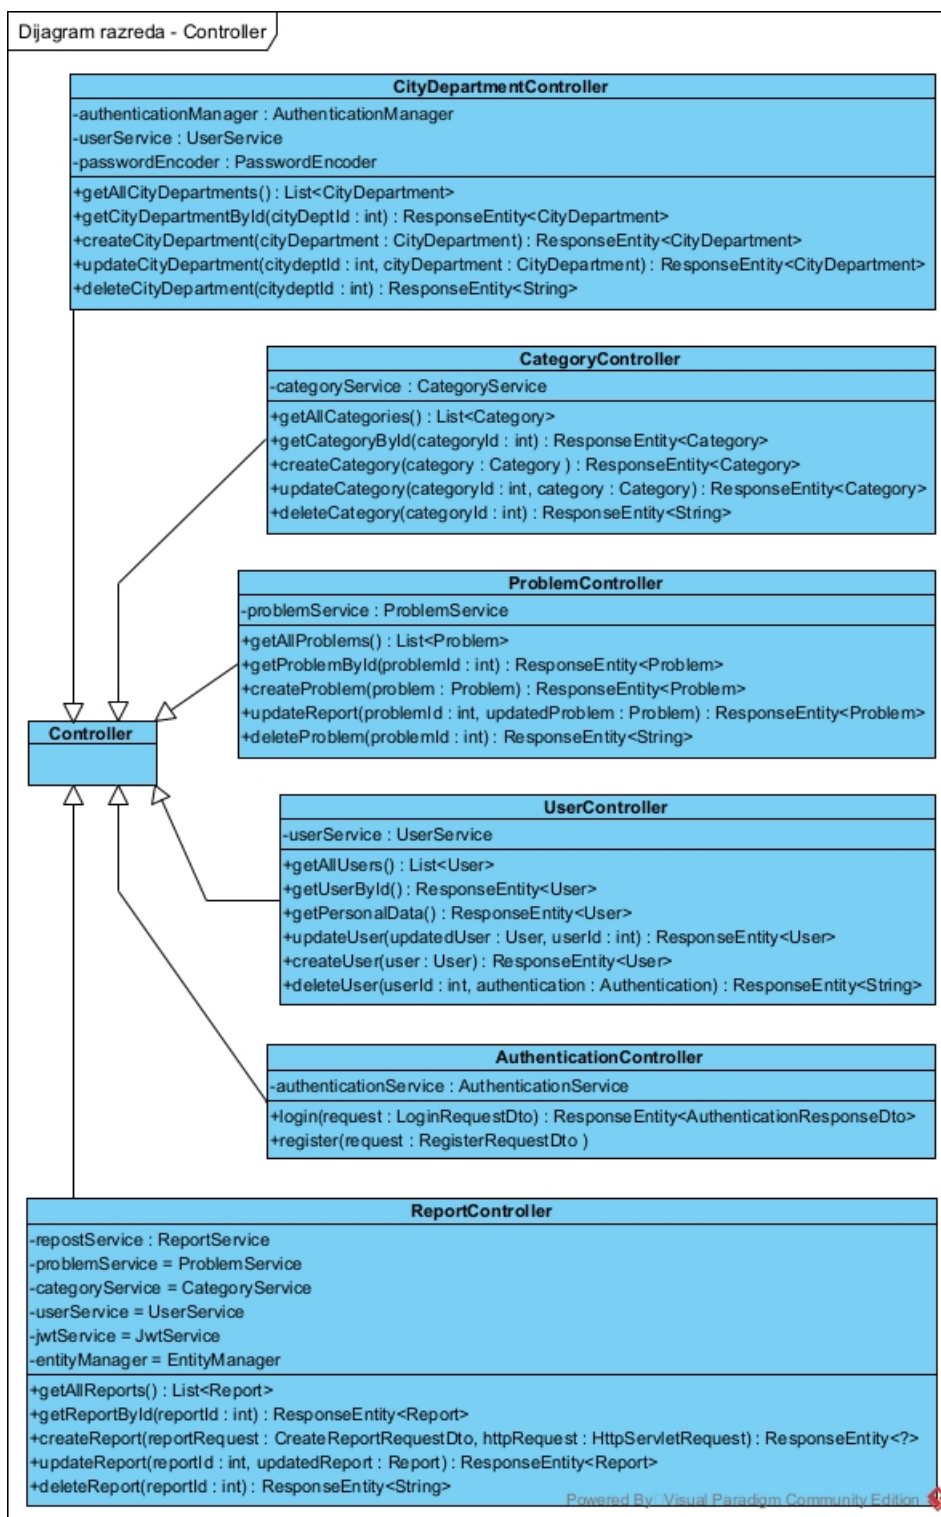 Dijagram razreda - Controller
CityDepartmentController
-authenticationManager : AuthenticationManager
-userService : UserService
-passwordEncoder : PasswordEncoder
+getAllCityDepartments() : List<CityDepartment>
+getCityDepartmentById(cityDeptId : int) : ResponseEntity<CityDepartment>
+createCityDepartment(cityDepartment : CityDepartment) : ResponseEntity<CityDepartment>
+updateCityDepartment(citydeptId : int, cityDepartment : CityDepartment) : ResponseEntity<CityDepartment>
+deleteCityDepartment(citydeptId : int) : ResponseEntity<String>
CategoryController
-categoryService : CategoryService
+getAllCategories() : List<Category>
+getCategoryById(categoryId : int) : ResponseEntity<Category>
+createCategory(category : Category ) : ResponseEntity<Category>
+updateCategory(categoryId : int, category : Category) : ResponseEntity<Category>
+deleteCategory(categoryId : int) : ResponseEntity<String>
ProblemController
-problemService : ProblemService
+getAllProblems() : List<Problem>
+getProblemById(problemId : int) : ResponseEntity<Problem>
+createProblem(problem : Problem) : ResponseEntity<Problem>
+updateReport(problemId : int, updatedProblem : Problem) : ResponseEntity<Problem>
+deleteProblem(problemId : int) : ResponseEntity<String>
Controller
UserController
-userService : UserService
+getAllUsers() : List<User>
+getUserById() : ResponseEntity<User>
+getPersonalData() : ResponseEntity<User>
+updateUser(updatedUser : User, userId : int) : ResponseEntity<User>
+createUser(user : User) : ResponseEntity<User>
+deleteUser(userId : int, authentication : Authentication) : ResponseEntity<String>
AuthenticationController
-authenticationService : AuthenticationService
+login(request : LoginRequestDto) : ResponseEntity<AuthenticationResponseDto>
+register(request : RegisterRequestDto )
ReportController
-repostService : ReportService
-problemService = ProblemService
-categoryService = CategoryService
-userService = UserService
-jwtService = JwtService
-entityManager = EntityManager
+getAllReports() : List<Report>
+getReportById(reportId : int) : ResponseEntity<Report>
+createReport(reportRequest : CreateReportRequestDto, httpRequest : HttpServletRequest) : ResponseEntity<?>
+updateReport(reportId : int, updatedReport : Report) : ResponseEntity<Report>
+deleteReport(reportId : int) : ResponseEntity<String>
Powered By Visual Paradigm Community Edition